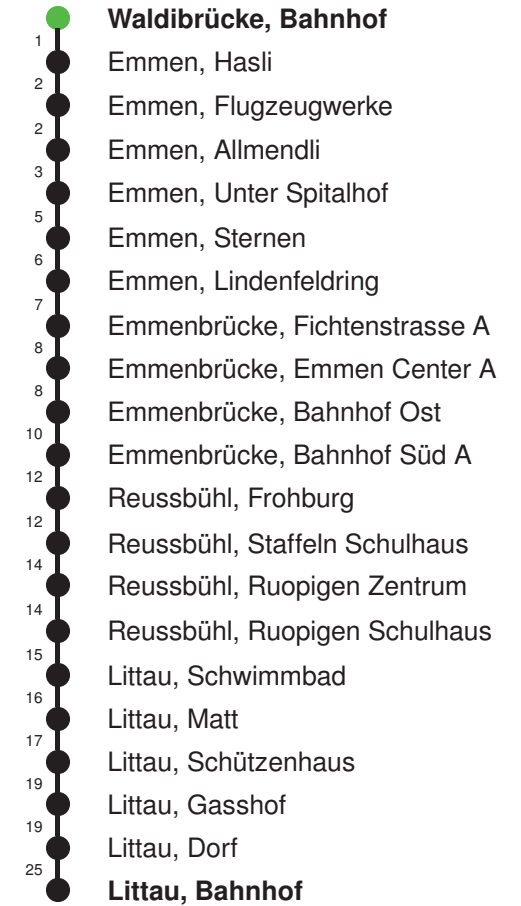 Waldibrücke, Bahnhof
1
Emmen, Hasli
2
Emmen, Flugzeugwerke
2
Emmen, Allmendli
3
Emmen, Unter Spitalhof
5
Emmen, Sternen
6
Emmen, Lindenfeldring
7
Emmenbrücke, Fichtenstrasse A
8
Emmenbrücke, Emmen Center A
8
Emmenbrücke, Bahnhof Ost
10
Emmenbrücke, Bahnhof Süd A
12
Reussbühl, Frohburg
12
Reussbühl, Staffeln Schulhaus
14
Reussbühl, Ruopigen Zentrum
14
Reussbühl, Ruopigen Schulhaus
15
Littau, Schwimmbad
16
Littau, Matt
17
Littau, Schützenhaus
19
Littau, Gasshof
19
Littau, Dorf
25
Littau, Bahnhof